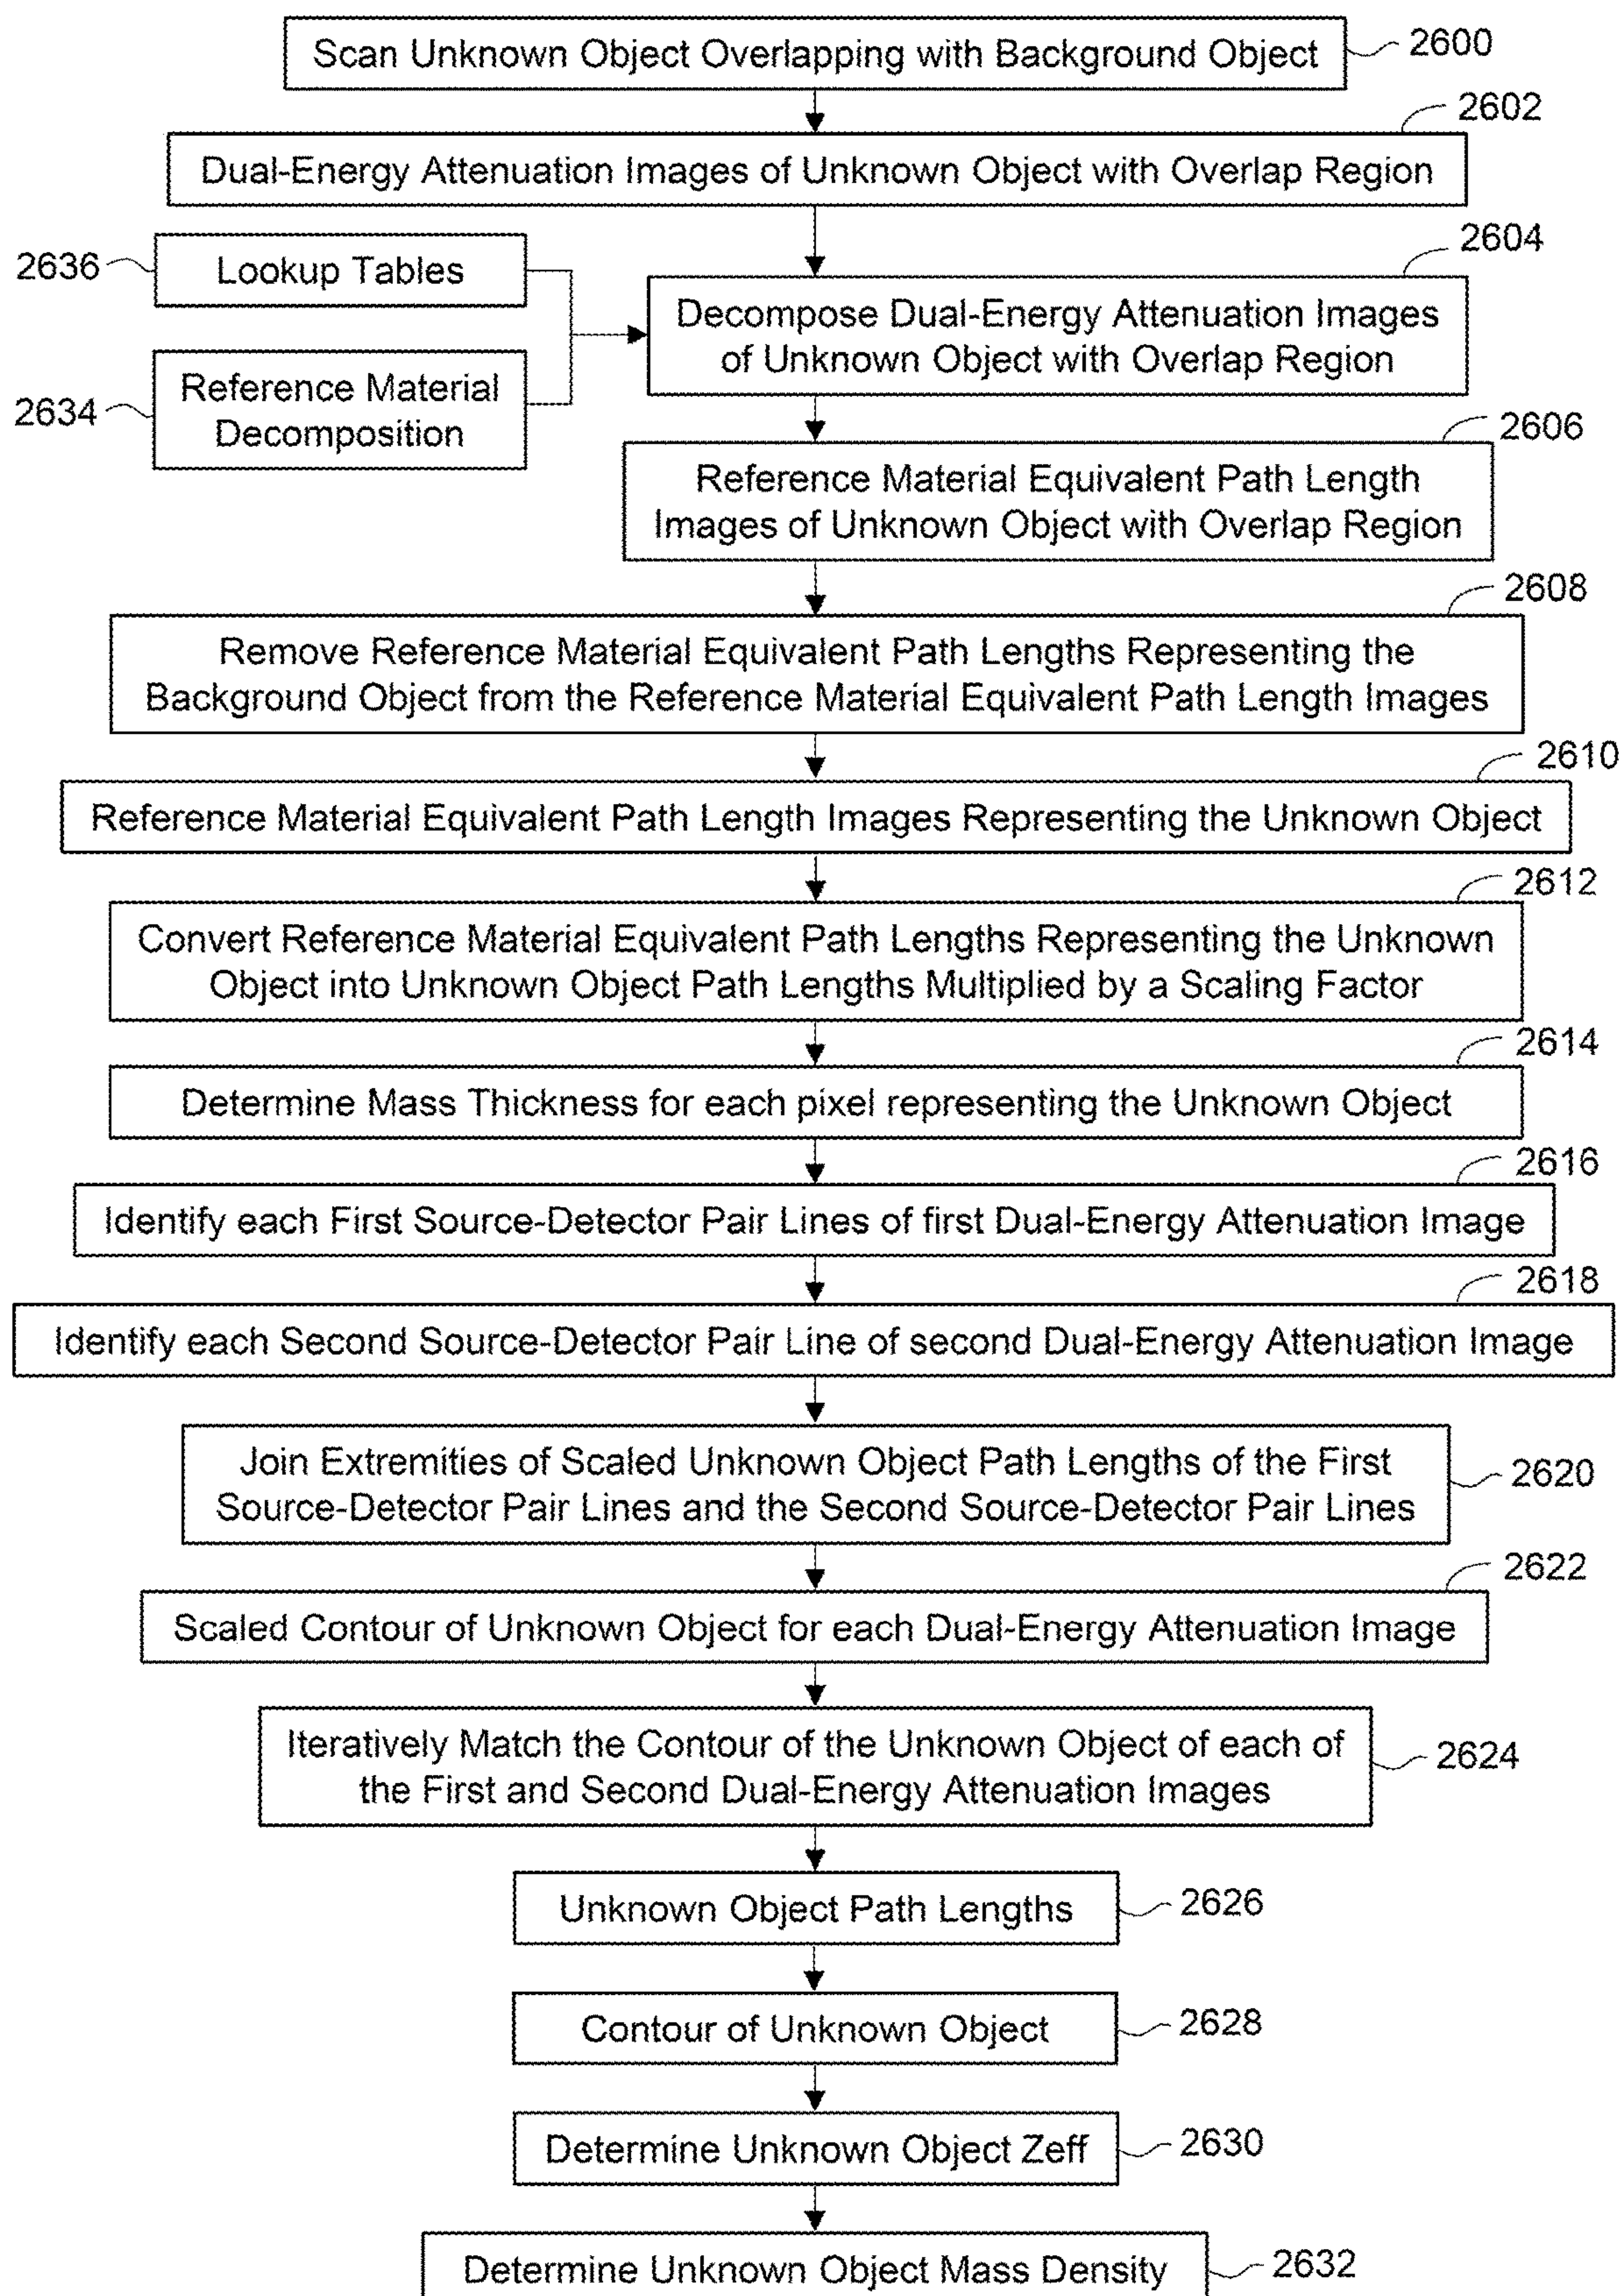 Scan Unknown Object Overlapping with Background Object
2600
2602
Dual-Energy Attenuation Images of Unknown Object with Overlap Region
2636
Lookup Tables
2604
Decompose Dual-Energy Attenuation Images
of Unknown Object with Overlap Region
2634
Reference Material
Decomposition
2606
Reference Material Equivalent Path Length
Images of Unknown Object with Overlap Region
2608
Remove Reference Material Equivalent Path Lengths Representing the
Background Object from the Reference Material Equivalent Path Length Images
2610
Reference Material Equivalent Path Length Images Representing the Unknown Object
2612
Convert Reference Material Equivalent Path Lengths Representing the Unknown
Object into Unknown Object Path Lengths Multiplied by a Scaling Factor
2614
Determine Mass Thickness for each pixel representing the Unknown Object
2616
Identify each First Source-Detector Pair Lines of first Dual-Energy Attenuation Image
2618
Identify each Second Source-Detector Pair Line of second Dual-Energy Attenuation Image
Join Extremities of Scaled Unknown Object Path Lengths of the First
Source-Detector Pair Lines and the Second Source-Detector Pair Lines
2620
2622
Scaled Contour of Unknown Object for each Dual-Energy Attenuation Image
Iteratively Match the Contour of the Unknown Object of each of
the First and Second Dual-Energy Attenuation Images
2624
Unknown Object Path Lengths
2626
Contour of Unknown Object
2628
Determine Unknown Object Zeff
2630
Determine Unknown Object Mass Density
2632